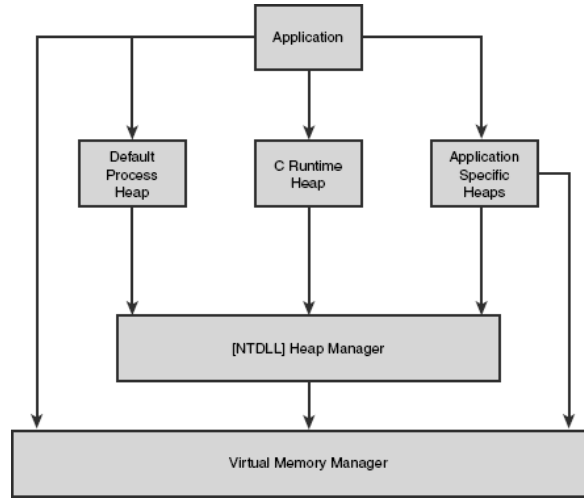 Application
Default
Process
Heap
C Runtime
Heap
Application
Specific
Heaps
[NTDLL] Heap Manager
Virtual Memory Manager